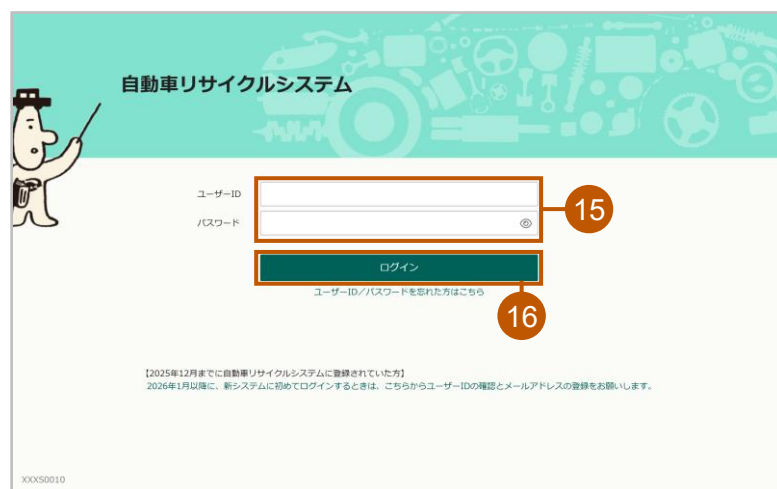 自動車リサイクルシステム
ユーザーID
パスワード
15
ログイン
ユーザーID／パスワードを忘れた方はこちら
16
【2025年12月までに自動車リサイクルシステムに登録されていた方】
2026年1月以降に、新システムに初めてログインするときは、こちらからユーザーIDの確認とメールアドレスの登録をお願いします。
XXXS0010